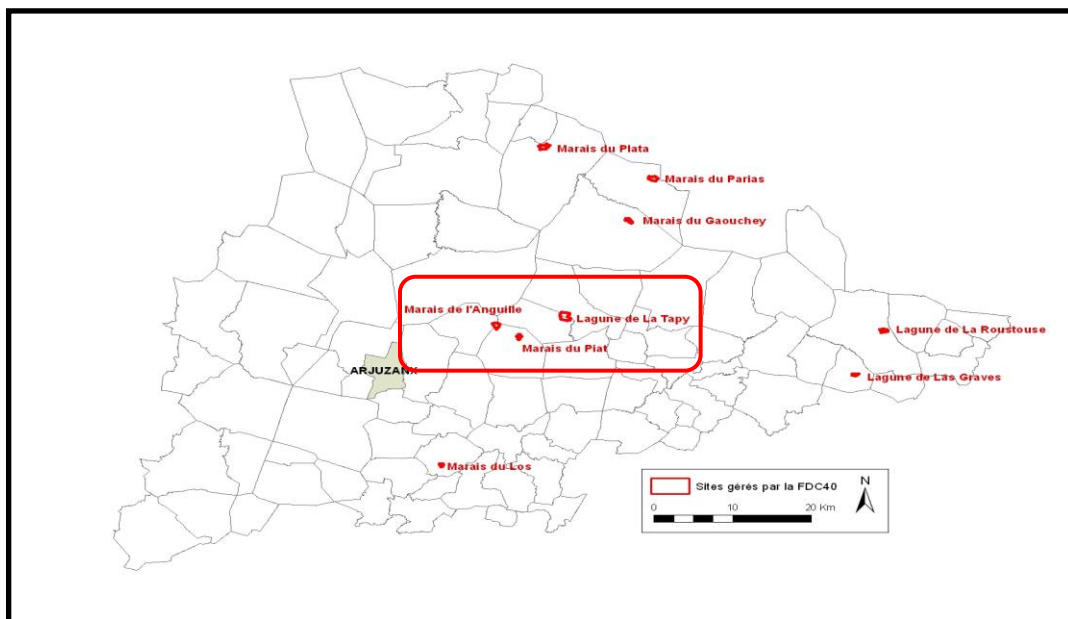 Marais du Plata
Marais du Parias
Marais du Gaouchey
Marais de l'Anguille
Lagune de La Tapy
Lagune de La Roustouse
Marais du Plat
ARJUZANX
Lagune de Las Graves
Marais du Los
Sites gérés par la FDC40
N
0 10 20 Km